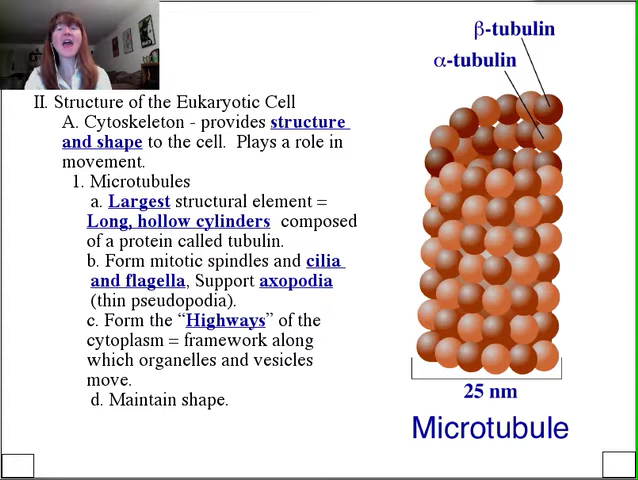 β-tubulin
α-tubulin
II. Structure of the Eukaryotic Cell
A. Cytoskeleton - provides structure
and shape to the cell. Plays a role in
movement.
1. Microtubules
a. Largest structural element =
Long, hollow cylinders composed
of a protein called tubulin.
b. Form mitotic spindles and cilia
and flagella, Support axopodia
(thin pseudopodia).
c. Form the “Highways” of the
cytoplasm = framework along
which organelles and vesicles
move.
d. Maintain shape.
25 nm
Microtubule